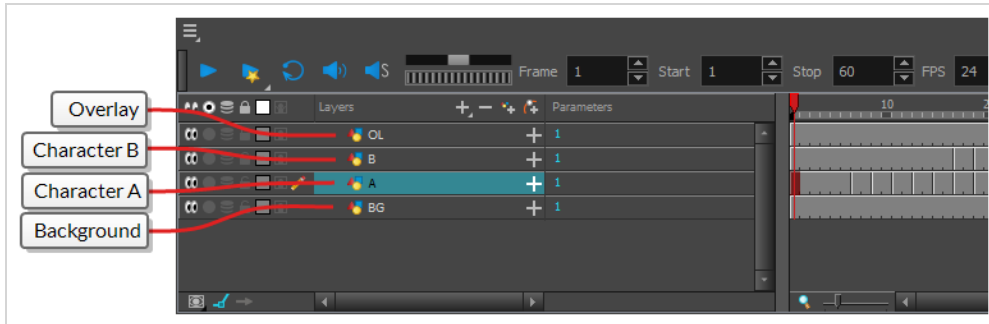 S Frame 1 Start 1 Stop 60 FPS 24
Layers Parameters 10 2
Overlay OL 1
Character B B 1
Character A A 1
Background BG 1